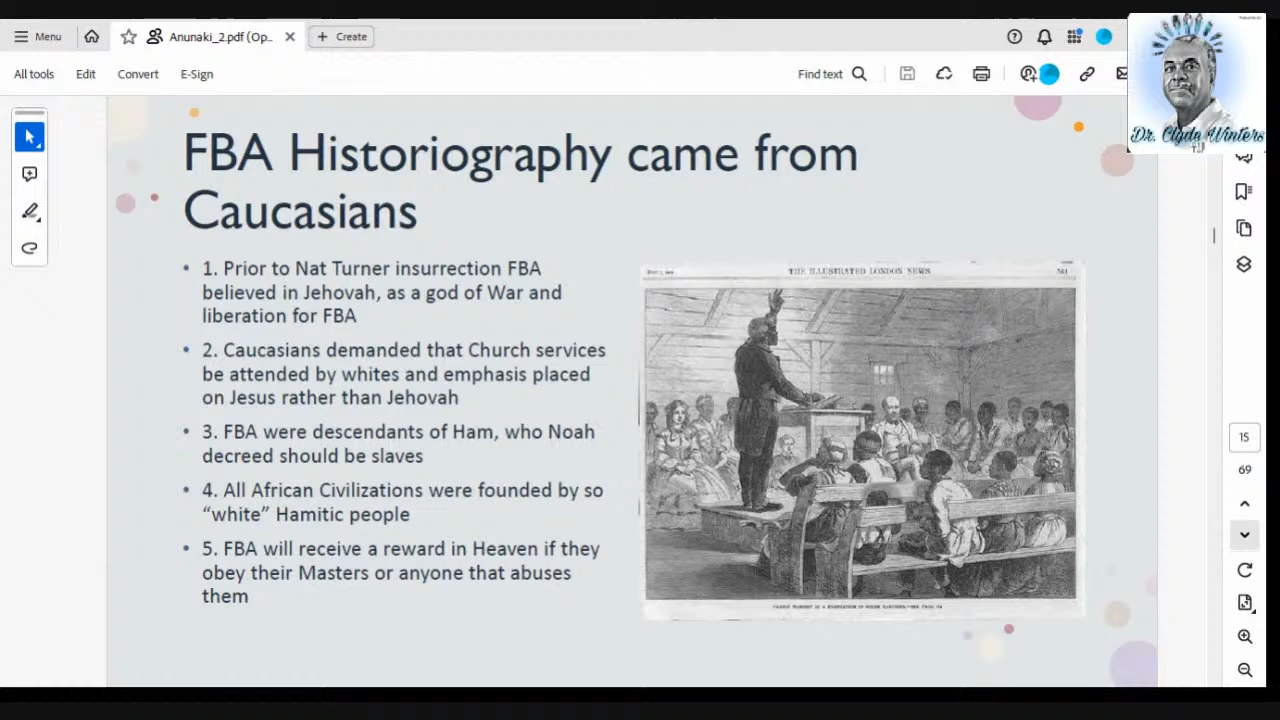 Menu
Anunaki_2.pdf (Op...
Create
All tools
Edit
Convert
E-Sign
Find text
Dr. Clyde Winters
FBA Historiography came from
Caucasians
• 1. Prior to Nat Turner insurrection FBA
believed in Jehovah, as a god of War and
liberation for FBA
• 2. Caucasians demanded that Church services
be attended by whites and emphasis placed
on Jesus rather than Jehovah
• 3. FBA were descendants of Ham, who Noah
decreed should be slaves
• 4. All African Civilizations were founded by so
“white” Hamitic people
• 5. FBA will receive a reward in Heaven if they
obey their Masters or anyone that abuses
them
THE ILLUSTRATED LONDON NEWS
561
15
69